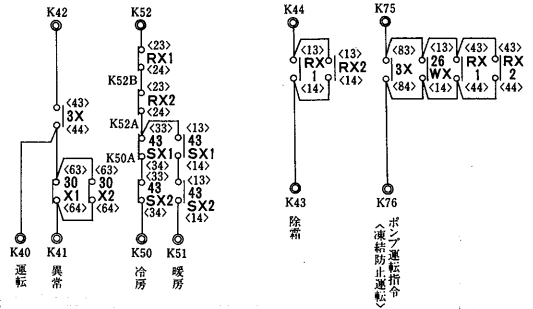 K42
K52
K44
K75
<23>
RX1
<24>
K52B
<23>
RX2
<24>
K52A
<43>
3X
<44>
<33>
43
SX1
<34>
<13>
43
SX1
<14>
K50A
<33>
43
SX2
<34>
<13>
43
SX2
<14>
<63>
30
X1
<64>
<63>
30
X2
<64>
<13>
RX
1
<14>
<13>
RX2
<14>
<83>
3X
<84>
<13>
26
WX
<14>
<43>
RX
1
<44>
<43>
RX
2
<44>
K43
K76
K40
K41
K50
K51
運転
異常
冷房
暖房
除霜
ポンプ運転指令
<凍結防止運転>